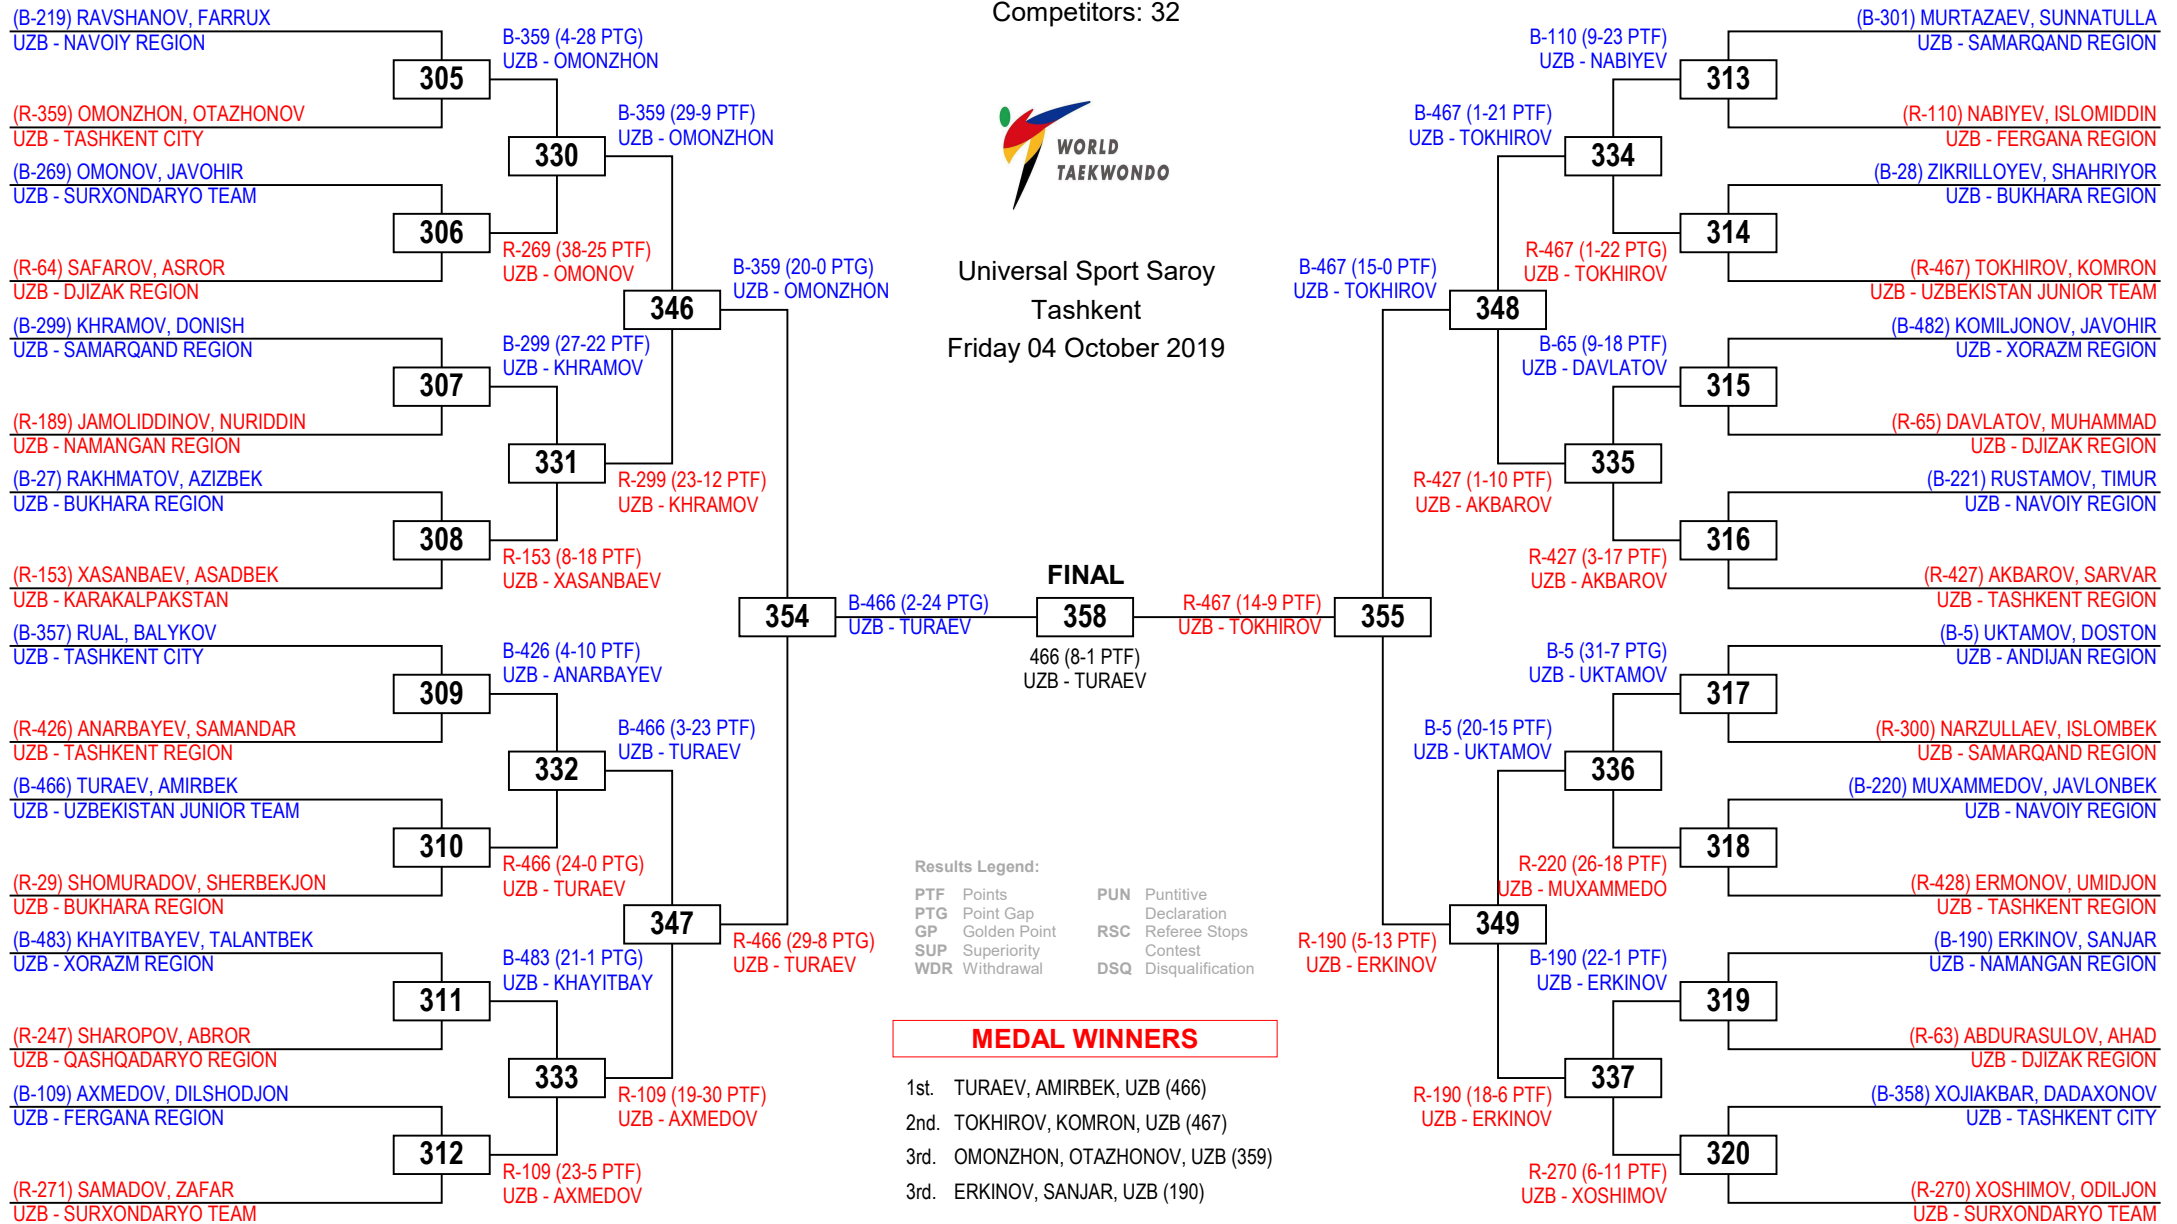 Competitors: 32
(B-219) RAVSHANOV, FARRUX
UZB - NAVOIY REGION
305
(R-359) OMONZHON, OTAZHONOV
UZB - TASHKENT CITY
(B-269) OMONOV, JAVOHIR
UZB - SURXONDARYO TEAM
306
(R-64) SAFAROV, ASROR
UZB - DJIZAK REGION
(B-299) KHRAMOV, DONISH
UZB - SAMARQAND REGION
307
(R-189) JAMOLIDDINOV, NURIDDIN
UZB - NAMANGAN REGION
(B-27) RAKHMATOV, AZIZBEK
UZB - BUKHARA REGION
308
(R-153) XASANBAEV, ASADBEK
UZB - KARAKALPAKSTAN
(B-357) RUAL, BALYKOV
UZB - TASHKENT CITY
309
(R-426) ANARBAYEV, SAMANDAR
UZB - TASHKENT REGION
(B-466) TURAEV, AMIRBEK
UZB - UZBEKISTAN JUNIOR TEAM
310
(R-29) SHOMURADOV, SHERBEKJON
UZB - BUKHARA REGION
(B-483) KHAYITBAYEV, TALANTBEK
UZB - XORAZM REGION
311
(R-247) SHAROPOV, ABROR
UZB - QASHQADARYO REGION
(B-109) AXMEDOV, DILSHODJON
UZB - FERGANA REGION
312
(R-271) SAMADOV, ZAFAR
UZB - SURXONDARYO TEAM
B-359 (4-28 PTG)
UZB - OMONZHON
330
R-269 (38-25 PTF)
UZB - OMONOV
B-299 (27-22 PTF)
UZB - KHRAMOV
331
R-153 (8-18 PTF)
UZB - XASANBAEV
B-426 (4-10 PTF)
UZB - ANARBAYEV
332
R-466 (24-0 PTG)
UZB - TURAEV
B-483 (21-1 PTG)
UZB - KHAYITBAY
333
R-109 (23-5 PTF)
UZB - AXMEDOV
B-359 (29-9 PTF)
UZB - OMONZHON
346
R-299 (23-12 PTF)
UZB - KHRAMOV
B-466 (3-23 PTF)
UZB - TURAEV
347
R-109 (19-30 PTF)
UZB - AXMEDOV
B-359 (20-0 PTG)
UZB - OMONZHON
354
R-466 (29-8 PTG)
UZB - TURAEV
WORLD
TAEKWONDO
Universal Sport Saroy
Tashkent
Friday 04 October 2019
FINAL
B-466 (2-24 PTG)
UZB - TURAEV
358
R-467 (14-9 PTF)
UZB - TOKHIROV
466 (8-1 PTF)
UZB - TURAEV
Results Legend:
PTF Points
PTG Point Gap
GP Golden Point
SUP Superiority
WDR Withdrawal
PUN Puntitive
Declaration
RSC Referee Stops
Contest
DSQ Disqualification
MEDAL WINNERS
1st. TURAEV, AMIRBEK, UZB (466)
2nd. TOKHIROV, KOMRON, UZB (467)
3rd. OMONZHON, OTAZHONOV, UZB (359)
3rd. ERKINOV, SANJAR, UZB (190)
B-467 (15-0 PTF)
UZB - TOKHIROV
355
R-190 (5-13 PTF)
UZB - ERKINOV
B-467 (1-21 PTF)
UZB - TOKHIROV
348
R-427 (1-10 PTF)
UZB - AKBAROV
B-5 (20-15 PTF)
UZB - UKTAMOV
349
R-190 (18-6 PTF)
UZB - ERKINOV
B-110 (9-23 PTF)
UZB - NABIYEV
334
R-467 (1-22 PTG)
UZB - TOKHIROV
B-65 (9-18 PTF)
UZB - DAVLATOV
335
R-427 (3-17 PTF)
UZB - AKBAROV
B-5 (31-7 PTG)
UZB - UKTAMOV
336
R-220 (26-18 PTF)
UZB - MUXAMMEDO
B-190 (22-1 PTF)
UZB - ERKINOV
337
R-270 (6-11 PTF)
UZB - XOSHIMOV
(B-301) MURTAZAEV, SUNNATULLA
UZB - SAMARQAND REGION
313
(R-110) NABIYEV, ISLOMIDDIN
UZB - FERGANA REGION
(B-28) ZIKRILLOYEV, SHAHRIYOR
UZB - BUKHARA REGION
314
(R-467) TOKHIROV, KOMRON
UZB - UZBEKISTAN JUNIOR TEAM
(B-482) KOMILJONOV, JAVOHIR
UZB - XORAZM REGION
315
(R-65) DAVLATOV, MUHAMMAD
UZB - DJIZAK REGION
(B-221) RUSTAMOV, TIMUR
UZB - NAVOIY REGION
316
(R-427) AKBAROV, SARVAR
UZB - TASHKENT REGION
(B-5) UKTAMOV, DOSTON
UZB - ANDIJAN REGION
317
(R-300) NARZULLAEV, ISLOMBEK
UZB - SAMARQAND REGION
(B-220) MUXAMMEDOV, JAVLONBEK
UZB - NAVOIY REGION
318
(R-428) ERMONOV, UMIDJON
UZB - TASHKENT REGION
(B-190) ERKINOV, SANJAR
UZB - NAMANGAN REGION
319
(R-63) ABDURASULOV, AHAD
UZB - DJIZAK REGION
(B-358) XOJIAKBAR, DADAXONOV
UZB - TASHKENT CITY
320
(R-270) XOSHIMOV, ODILJON
UZB - SURXONDARYO TEAM